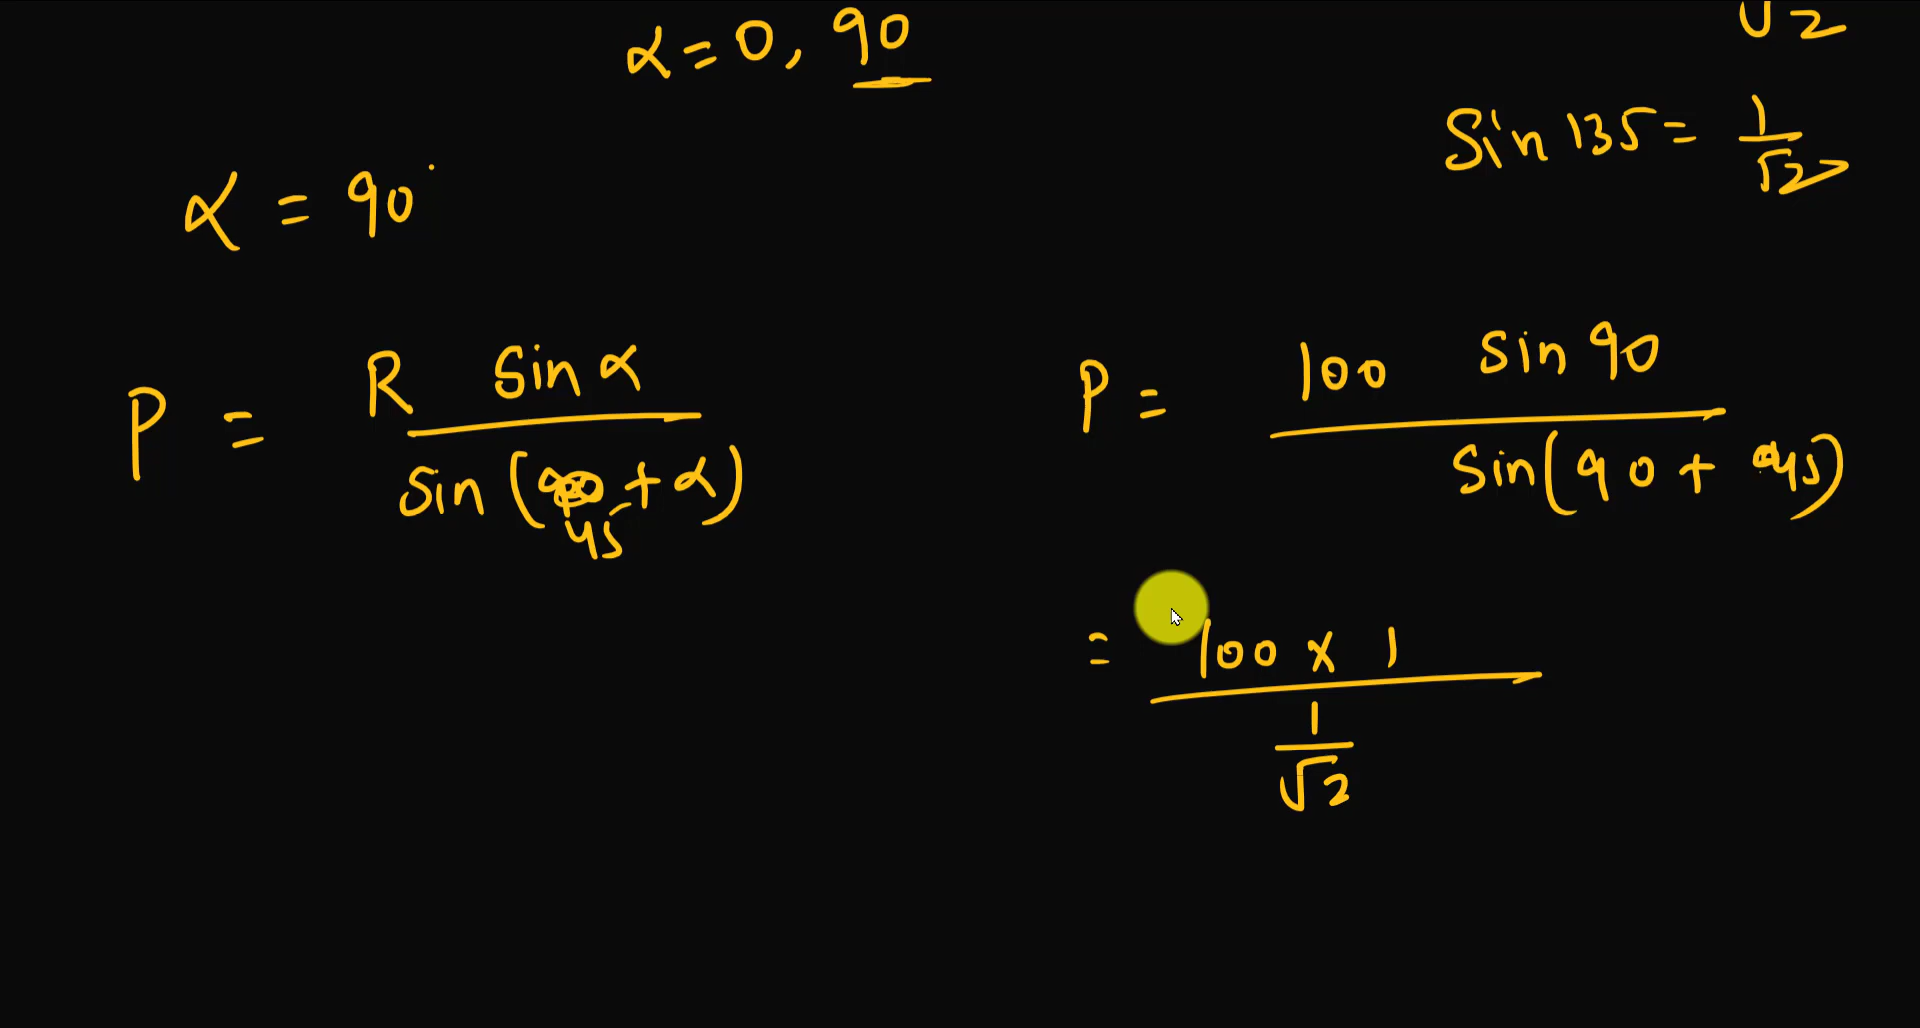 α = 0, 90
√2
Sin 135 = 1/√2
α = 90°
P = R Sin α / Sin (45 + α)
P = 100 Sin 90 / Sin(90 + 45)
= 100 × 1 / 1/√2